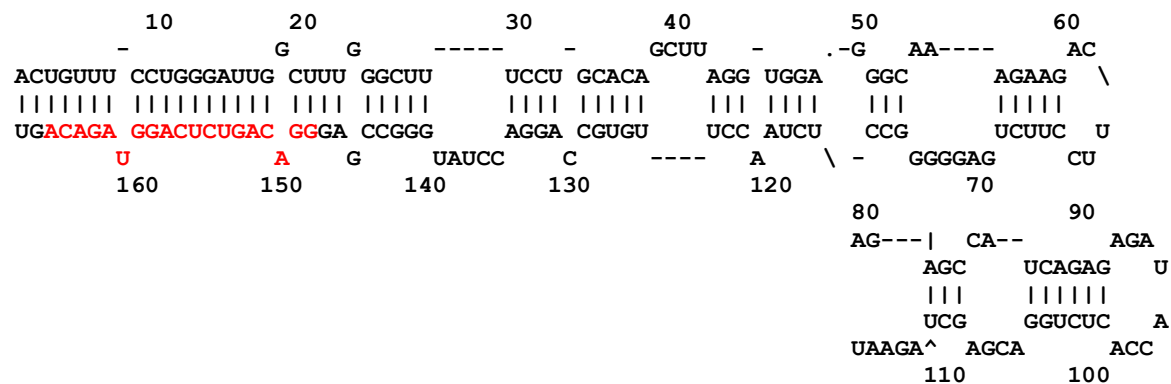 10        20            30         40         50          60
      -         G   G    -----   -     GCUU  -    .-G   AA----    AC
ACUGUUU CCUGGGAUUG CUUU GGCUU    UCCU GCACA   AGG UGGA  GGC     AGAAG  \
||||||| |||||||||| |||| |||||    |||| |||||   ||| ||||  |||     |||||
UGACAGA GGACUCUGAC GGGA CCGGG    AGGA CGUGU   UCC AUCU  CCG     UCUUC  U
      U         A    G    UAUCC   C    ----  A   \ -  GGGGAG    CU
      160      150     140     130       120        70
80          90
AG---|  CA--     AGA
    AGC    UCAGAG   U
    |||    ||||||
    UCG    GGUCUC   A
UAAGA^  AGCA     ACC
    110      100